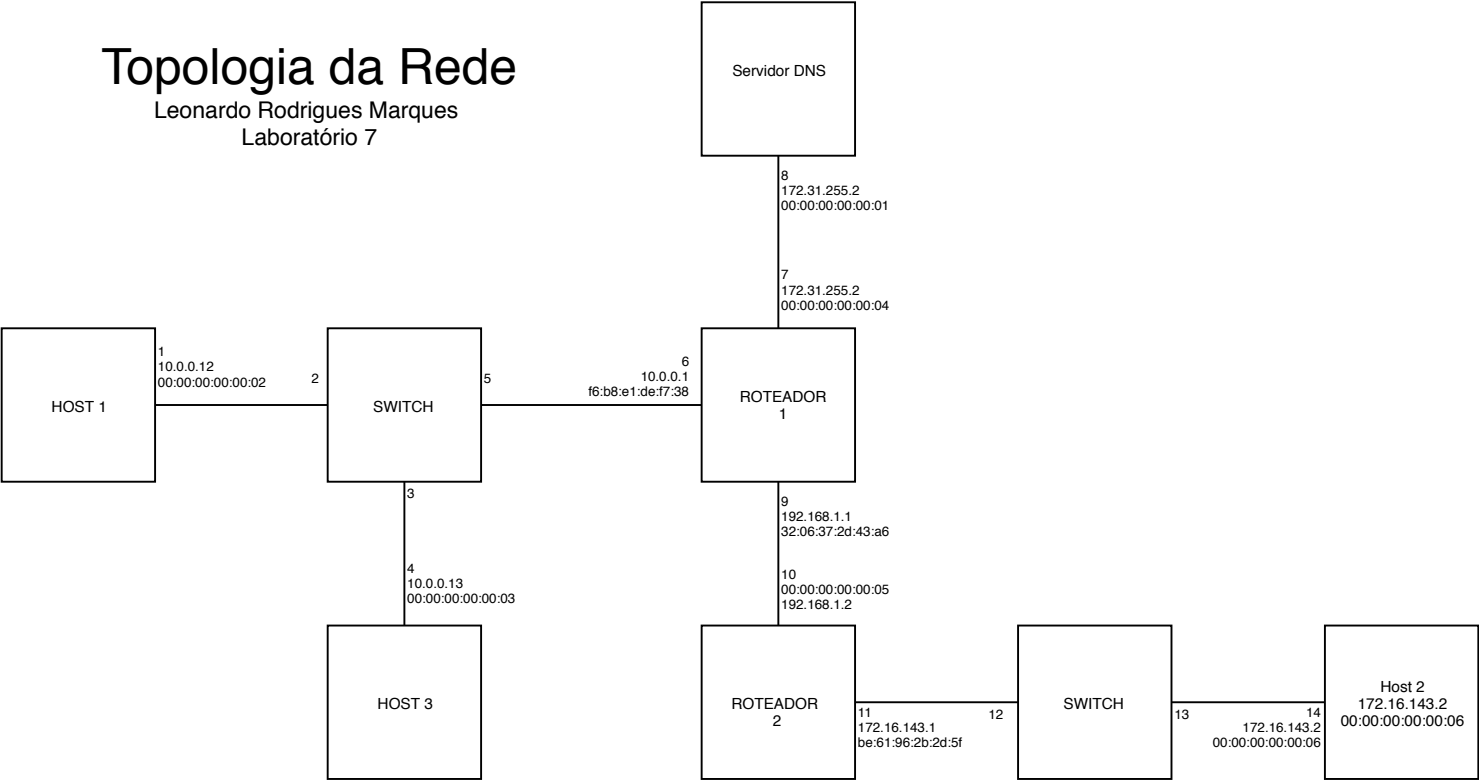 Topologia da Rede
Leonardo Rodrigues Marques
Laboratório 7
Servidor DNS
8
172.31.255.2
00:00:00:00:00:01
7
172.31.255.2
00:00:00:00:00:04
HOST 1
1
10.0.0.12
00:00:00:00:00:02
2
SWITCH
5
6
10.0.0.1
f6:b8:e1:de:f7:38
ROTEADOR
1
3
4
10.0.0.13
00:00:00:00:00:03
HOST 3
9
192.168.1.1
32:06:37:2d:43:a6
10
00:00:00:00:00:05
192.168.1.2
ROTEADOR
2
11
172.16.143.1
be:61:96:2b:2d:5f
12
SWITCH
13
14
172.16.143.2
00:00:00:00:00:06
Host 2
172.16.143.2
00:00:00:00:00:06